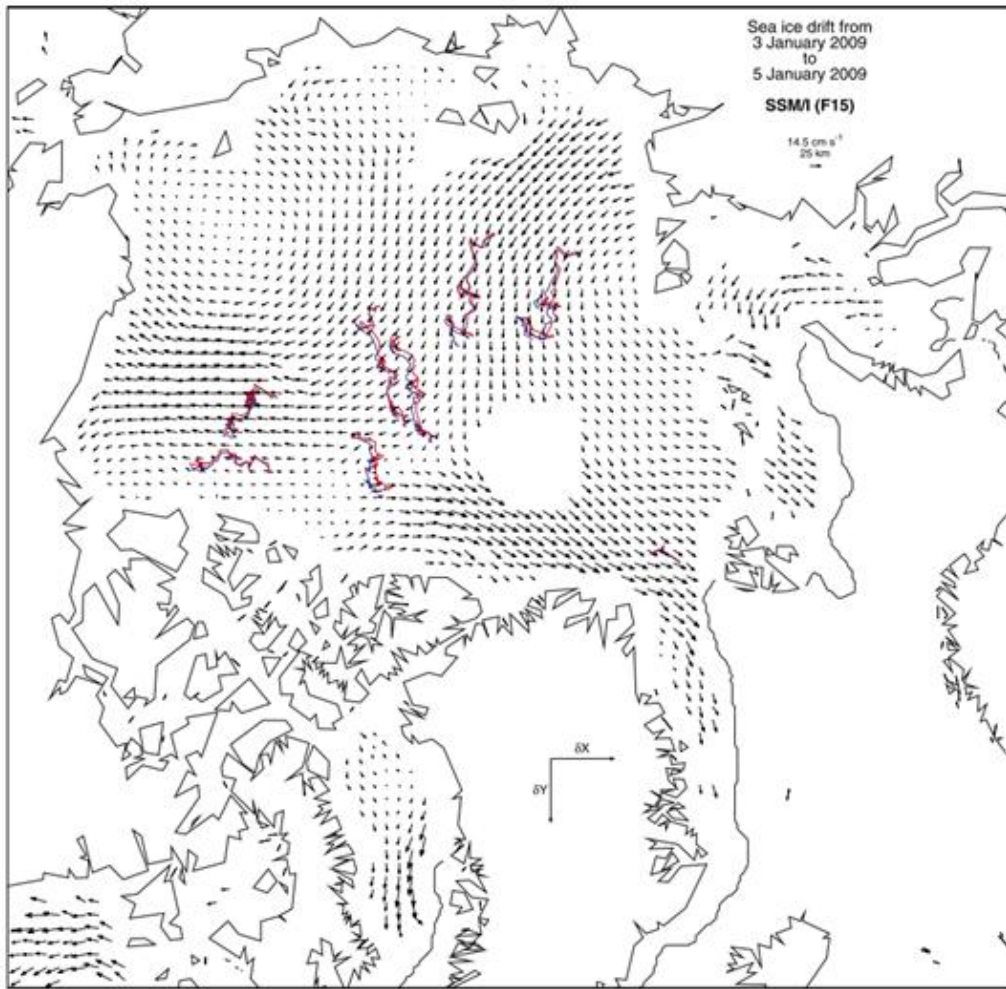 Sea ice drift from
3 January 2009
to
5 January 2009
SSM/I (F15)
14.5 cm s⁻¹
25 km
δX
δY